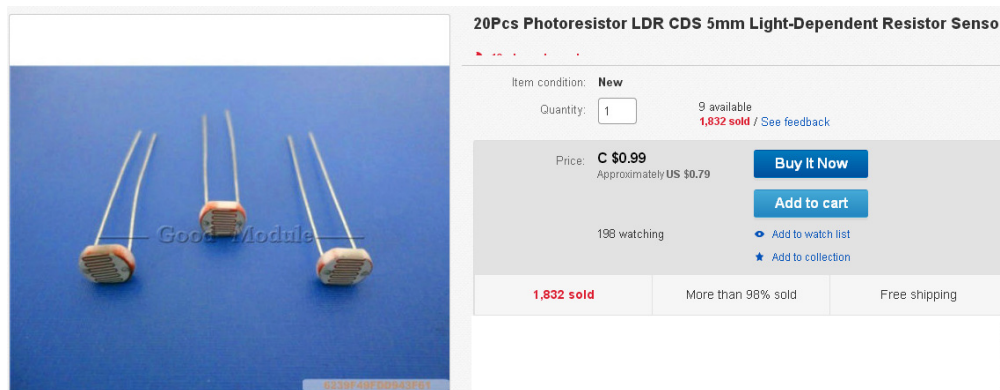 20Pcs Photoresistor LDR CDS 5mm Light-Dependent Resistor Senso
Item condition: New
Quantity: 1
9 available
1,832 sold / See feedback
Price: C $0.99
Approximately US $0.79
Buy It Now
Add to cart
198 watching
Add to watch list
Add to collection
1,832 sold
More than 98% sold
Free shipping
Good-Module